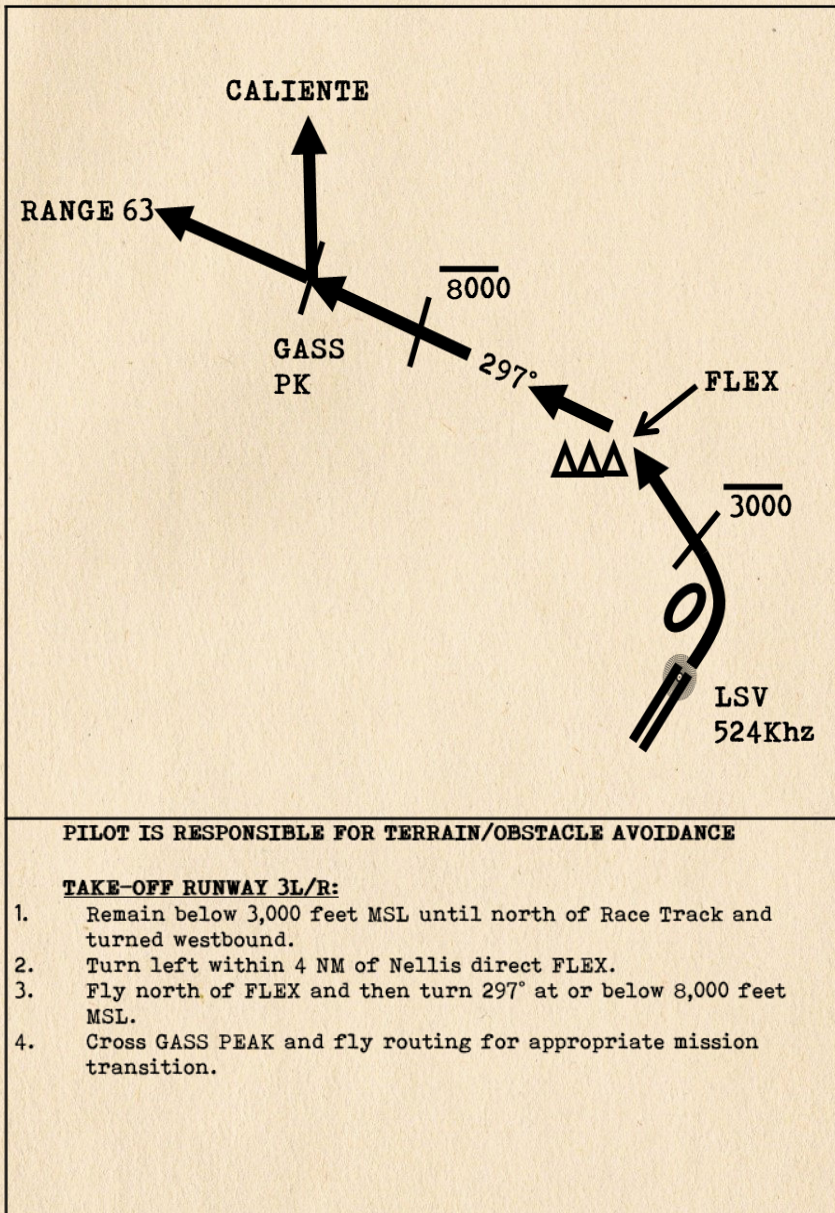 CALIENTE
RANGE 63
8000
GASS
PK
297°
FLEX
3000
LSV
524Khz
PILOT IS RESPONSIBLE FOR TERRAIN/OBSTACLE AVOIDANCE
TAKE-OFF RUNWAY 3L/R:
1. Remain below 3,000 feet MSL until north of Race Track and
turned westbound.
2. Turn left within 4 NM of Nellis direct FLEX.
3. Fly north of FLEX and then turn 297° at or below 8,000 feet
MSL.
4. Cross GASS PEAK and fly routing for appropriate mission
transition.